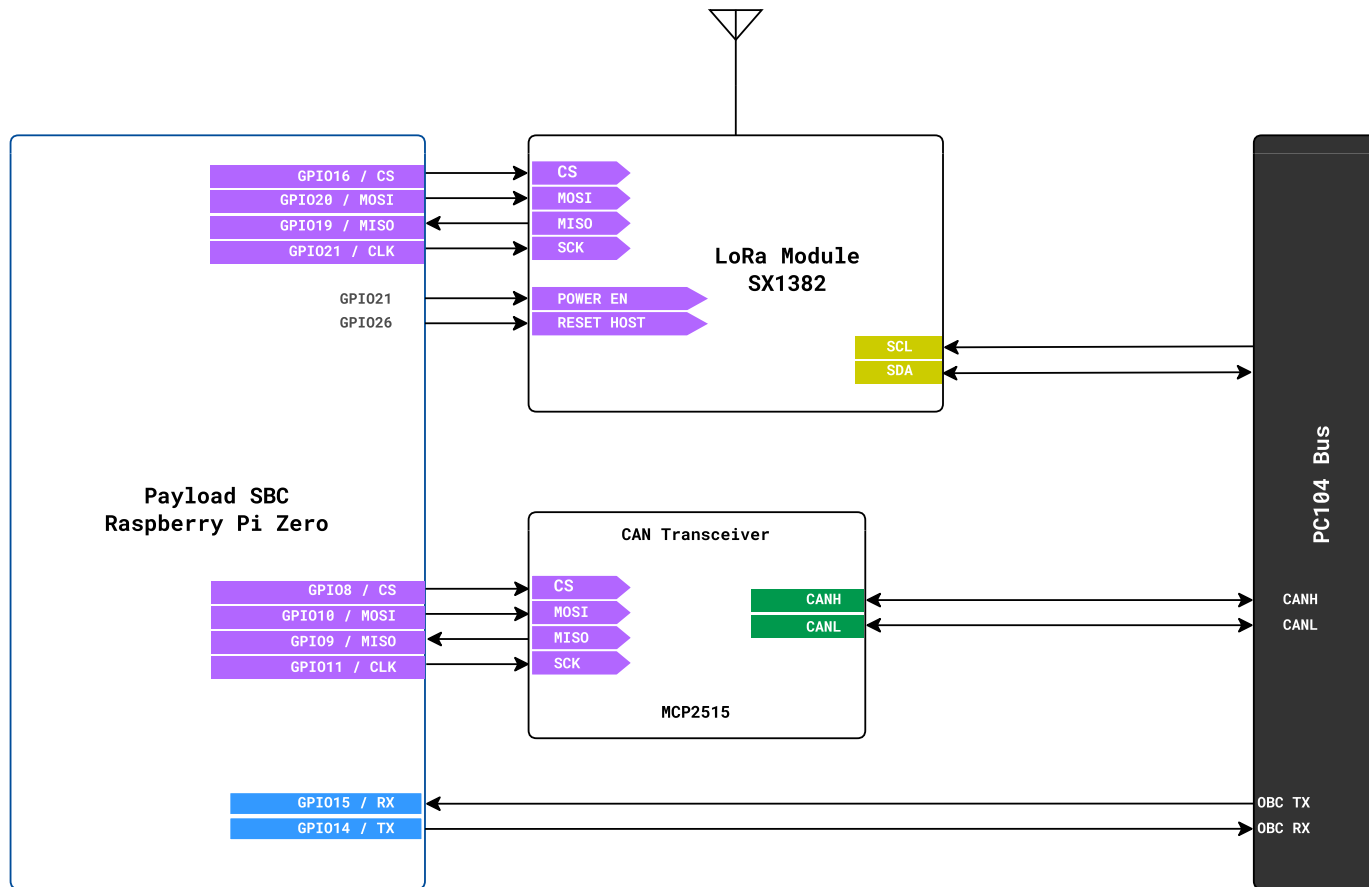 GPIO16 / CS
GPIO20 / MOSI
GPIO19 / MISO
GPIO21 / CLK
GPIO21
GPIO26
Payload SBC
Raspberry Pi Zero
GPIO8 / CS
GPIO10 / MOSI
GPIO9 / MISO
GPIO11 / CLK
GPIO15 / RX
GPIO14 / TX
CS
MOSI
MISO
SCK
POWER EN
RESET HOST
LoRa Module
SX1382
SCL
SDA
CAN Transceiver
CS
MOSI
MISO
SCK
CANH
CANL
MCP2515
PC104 Bus
CANH
CANL
OBC TX
OBC RX